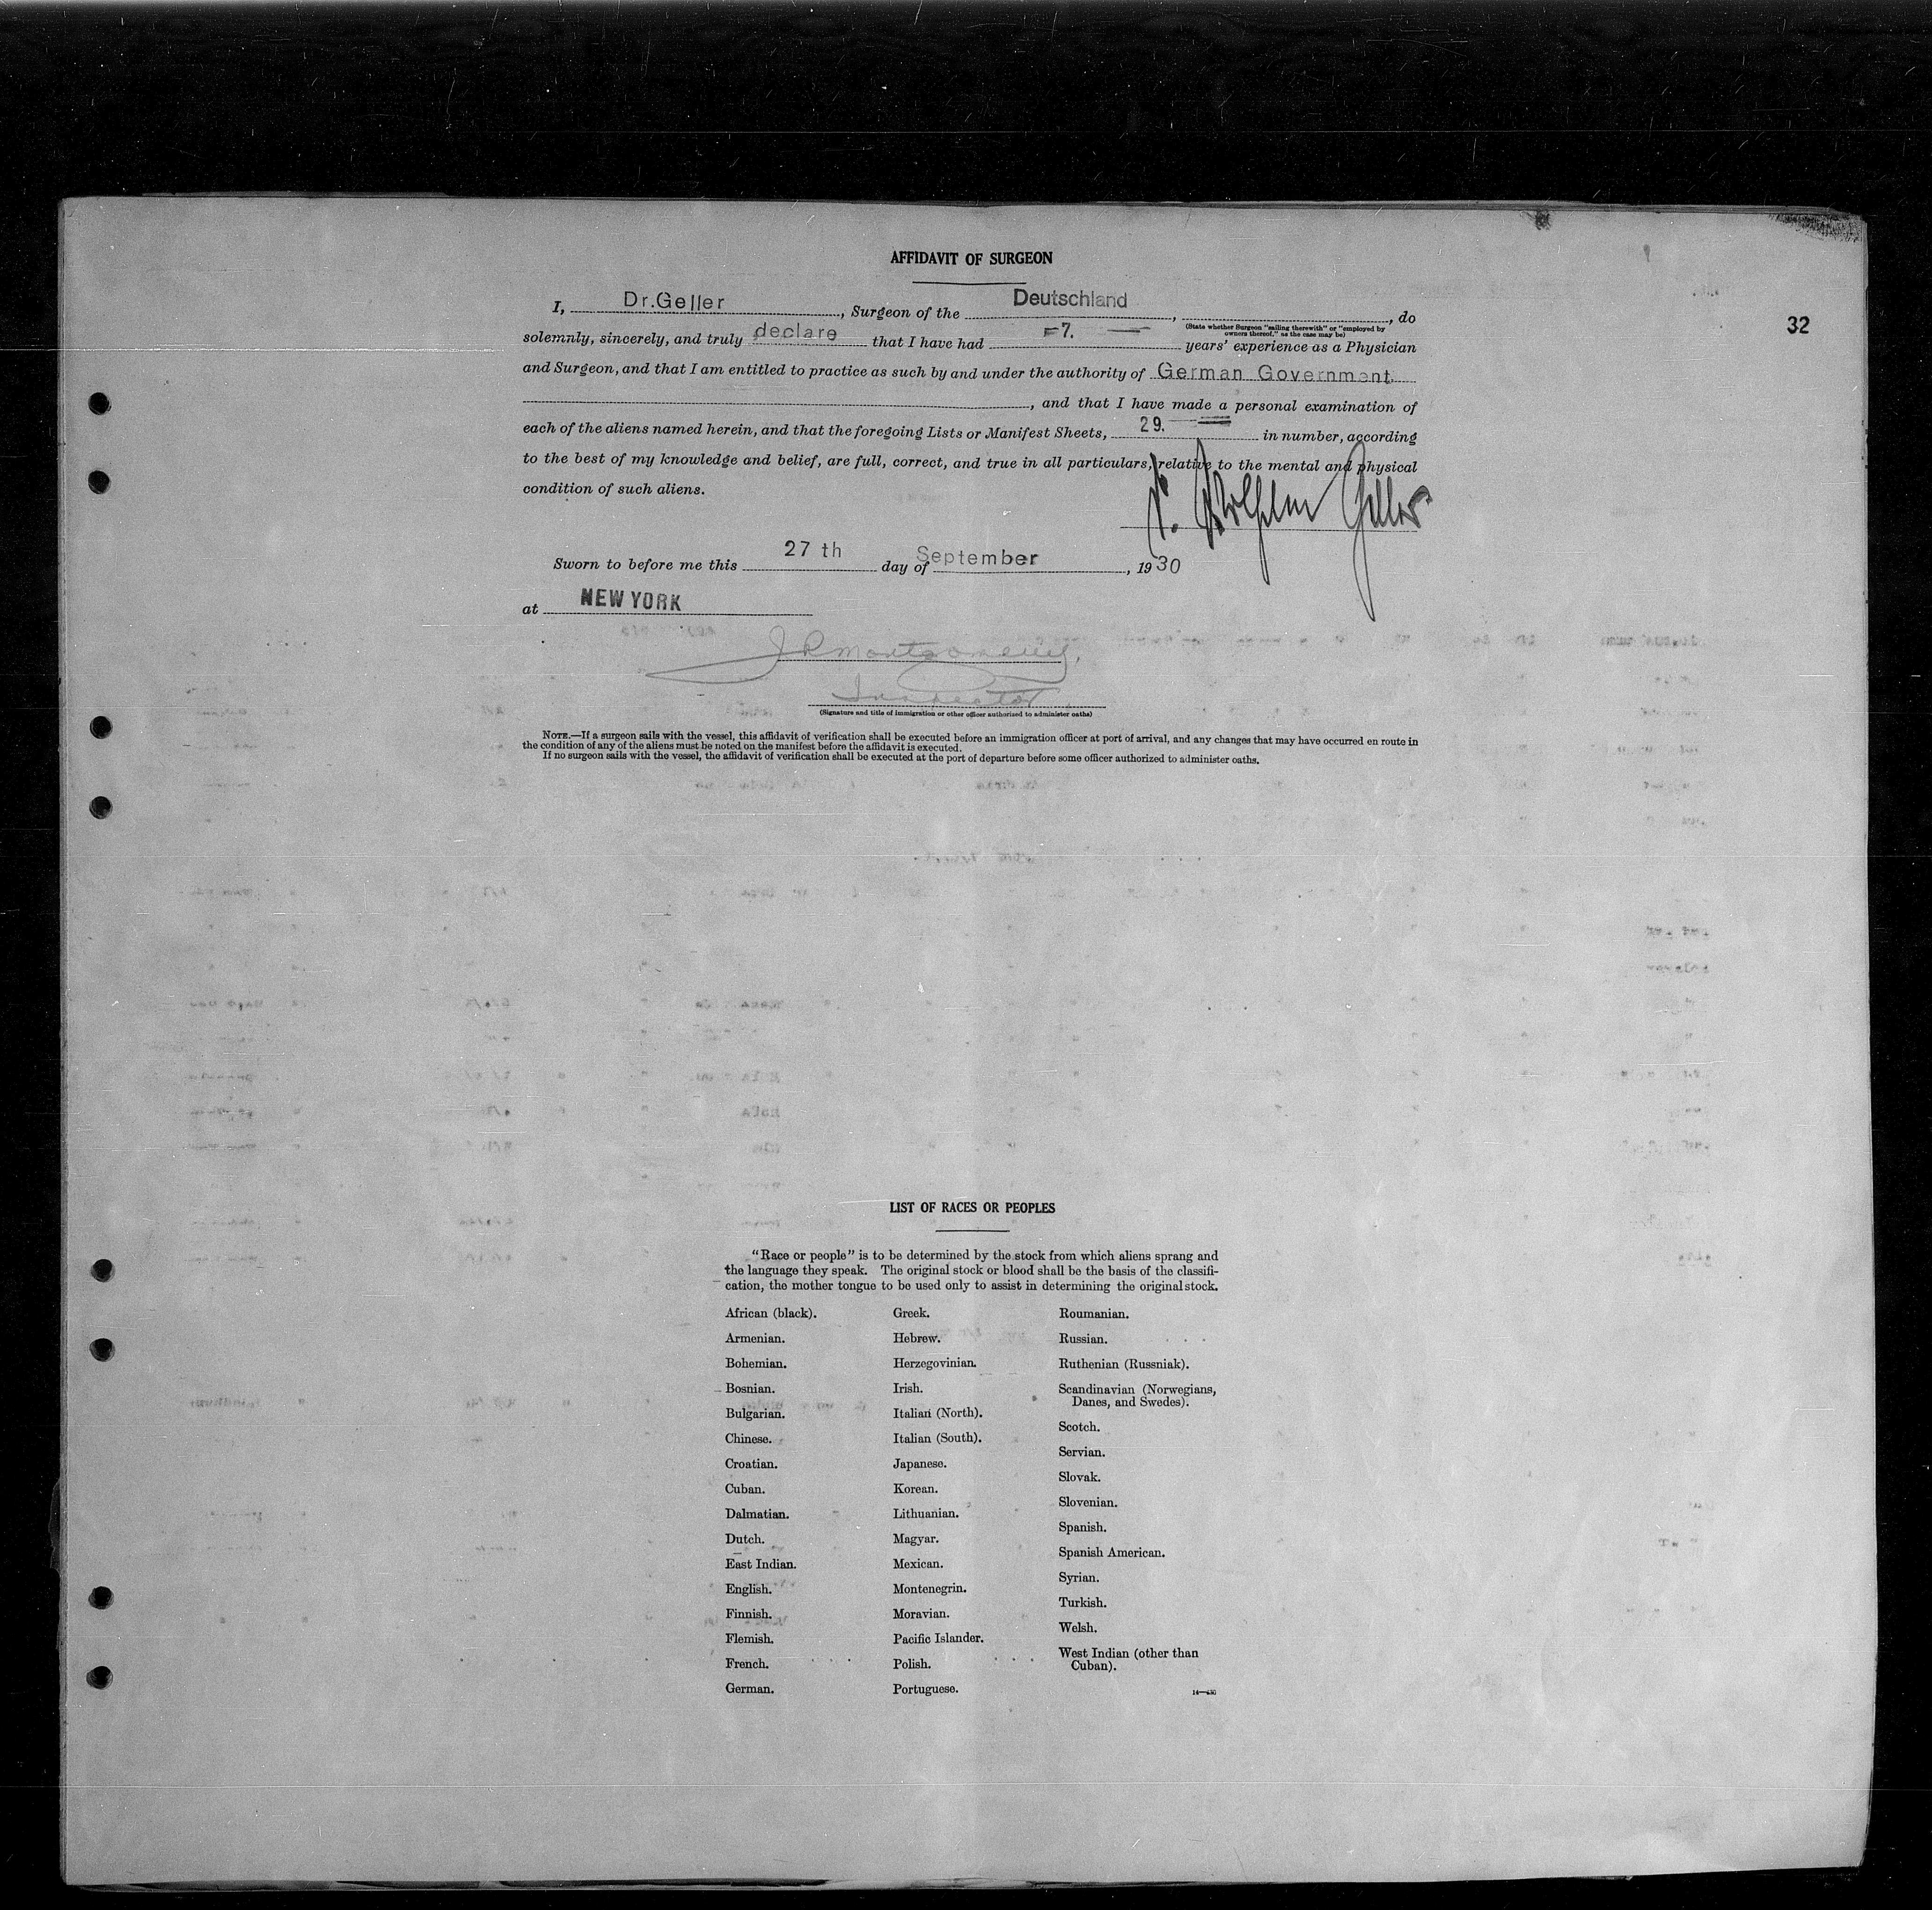 AFFIDAVIT OF SURGEON
32
I, Dr.Geller, Surgeon of the Deutschland, , do
(State whether Surgeon "sailing therewith" or "employed by owners thereof," as the case may be)
solemnly, sincerely, and truly declare that I have had =7. — years' experience as a Physician
and Surgeon, and that I am entitled to practice as such by and under the authority of German Government
, and that I have made a personal examination of
each of the aliens named herein, and that the foregoing Lists or Manifest Sheets, 29. in number, according
to the best of my knowledge and belief, are full, correct, and true in all particulars, relative to the mental and physical
condition of such aliens.
Wilhelm Geller
Sworn to before me this 27 th day of September, 1930
at NEW YORK
J R Montgomery,
Inspector
(Signature and title of immigration or other officer authorized to administer oaths)
NOTE.—If a surgeon sails with the vessel, this affidavit of verification shall be executed before an immigration officer at port of arrival, and any changes that may have occurred en route in
the condition of any of the aliens must be noted on the manifest before the affidavit is executed.
If no surgeon sails with the vessel, the affidavit of verification shall be executed at the port of departure before some officer authorized to administer oaths.
LIST OF RACES OR PEOPLES
"Race or people" is to be determined by the stock from which aliens sprang and
the language they speak. The original stock or blood shall be the basis of the classifi-
cation, the mother tongue to be used only to assist in determining the original stock.
African (black).
Armenian.
Bohemian.
Bosnian.
Bulgarian.
Chinese.
Croatian.
Cuban.
Dalmatian.
Dutch.
East Indian.
English.
Finnish.
Flemish.
French.
German.
Greek.
Hebrew.
Herzegovinian.
Irish.
Italian (North).
Italian (South).
Japanese.
Korean.
Lithuanian.
Magyar.
Mexican.
Montenegrin.
Moravian.
Pacific Islander.
Polish.
Portuguese.
Roumanian.
Russian.
Ruthenian (Russniak).
Scandinavian (Norwegians,
Danes, and Swedes).
Scotch.
Servian.
Slovak.
Slovenian.
Spanish.
Spanish American.
Syrian.
Turkish.
Welsh.
West Indian (other than
Cuban).